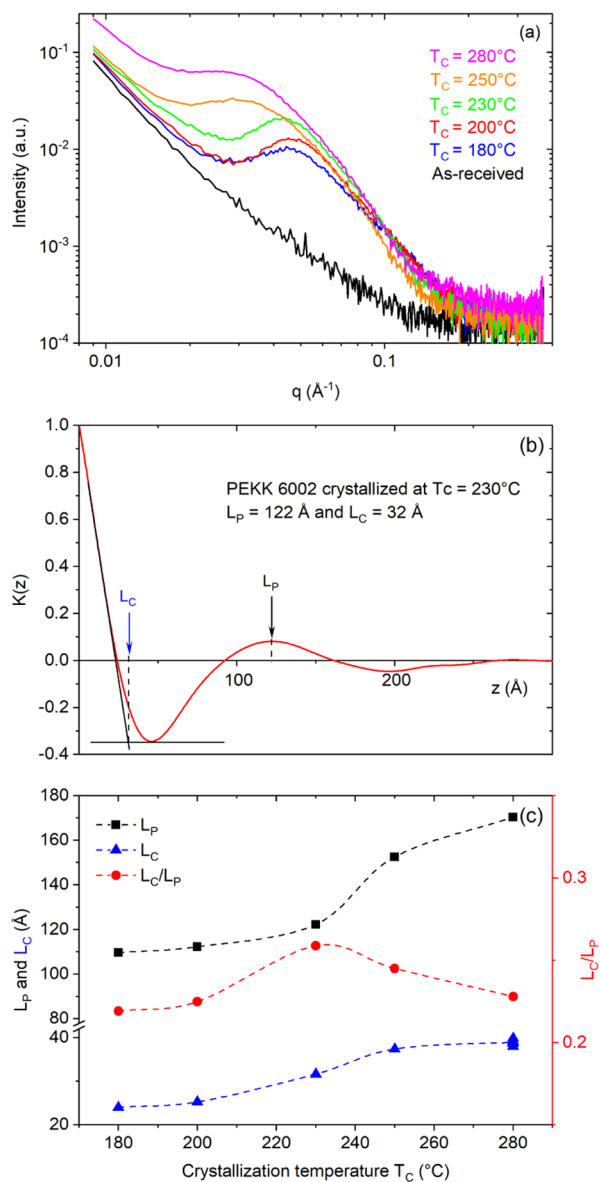 (a)
10⁻¹
10⁻²
10⁻³
10⁻⁴
Intensity (a.u.)
T_C = 280°C
T_C = 250°C
T_C = 230°C
T_C = 200°C
T_C = 180°C
As-received
0.01 0.1
q (Å⁻¹)
(b)
1.0
0.8
0.6
0.4
0.2
0.0
-0.2
-0.4
K(z)
PEKK 6002 crystallized at Tc = 230°C
L_P = 122 Å and L_C = 32 Å
L_C
L_P
100 200
z (Å)
(c)
180
160
140
120
100
80
40
20
L_P and L_C (Å)
L_P
L_C
L_C/L_P
0.3
0.2
L_C/L_P
180 200 220 240 260 280
Crystallization temperature T_C (°C)